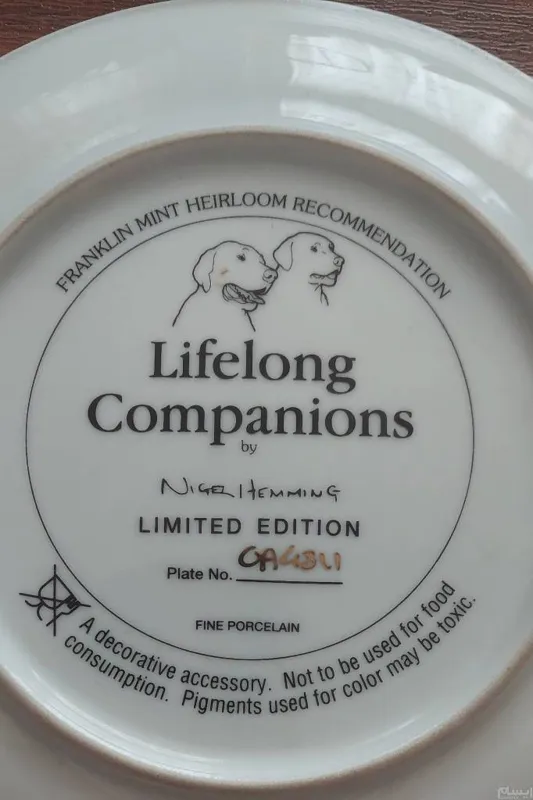 FRANKLIN MINT HEIRLOOM RECOMMENDATION
Lifelong
Companions
by
NIGEL HEMMING
LIMITED EDITION
Plate No.
FINE PORCELAIN
A decorative accessory. Not to be used for food
consumption. Pigments used for color may be toxic.
ایسام